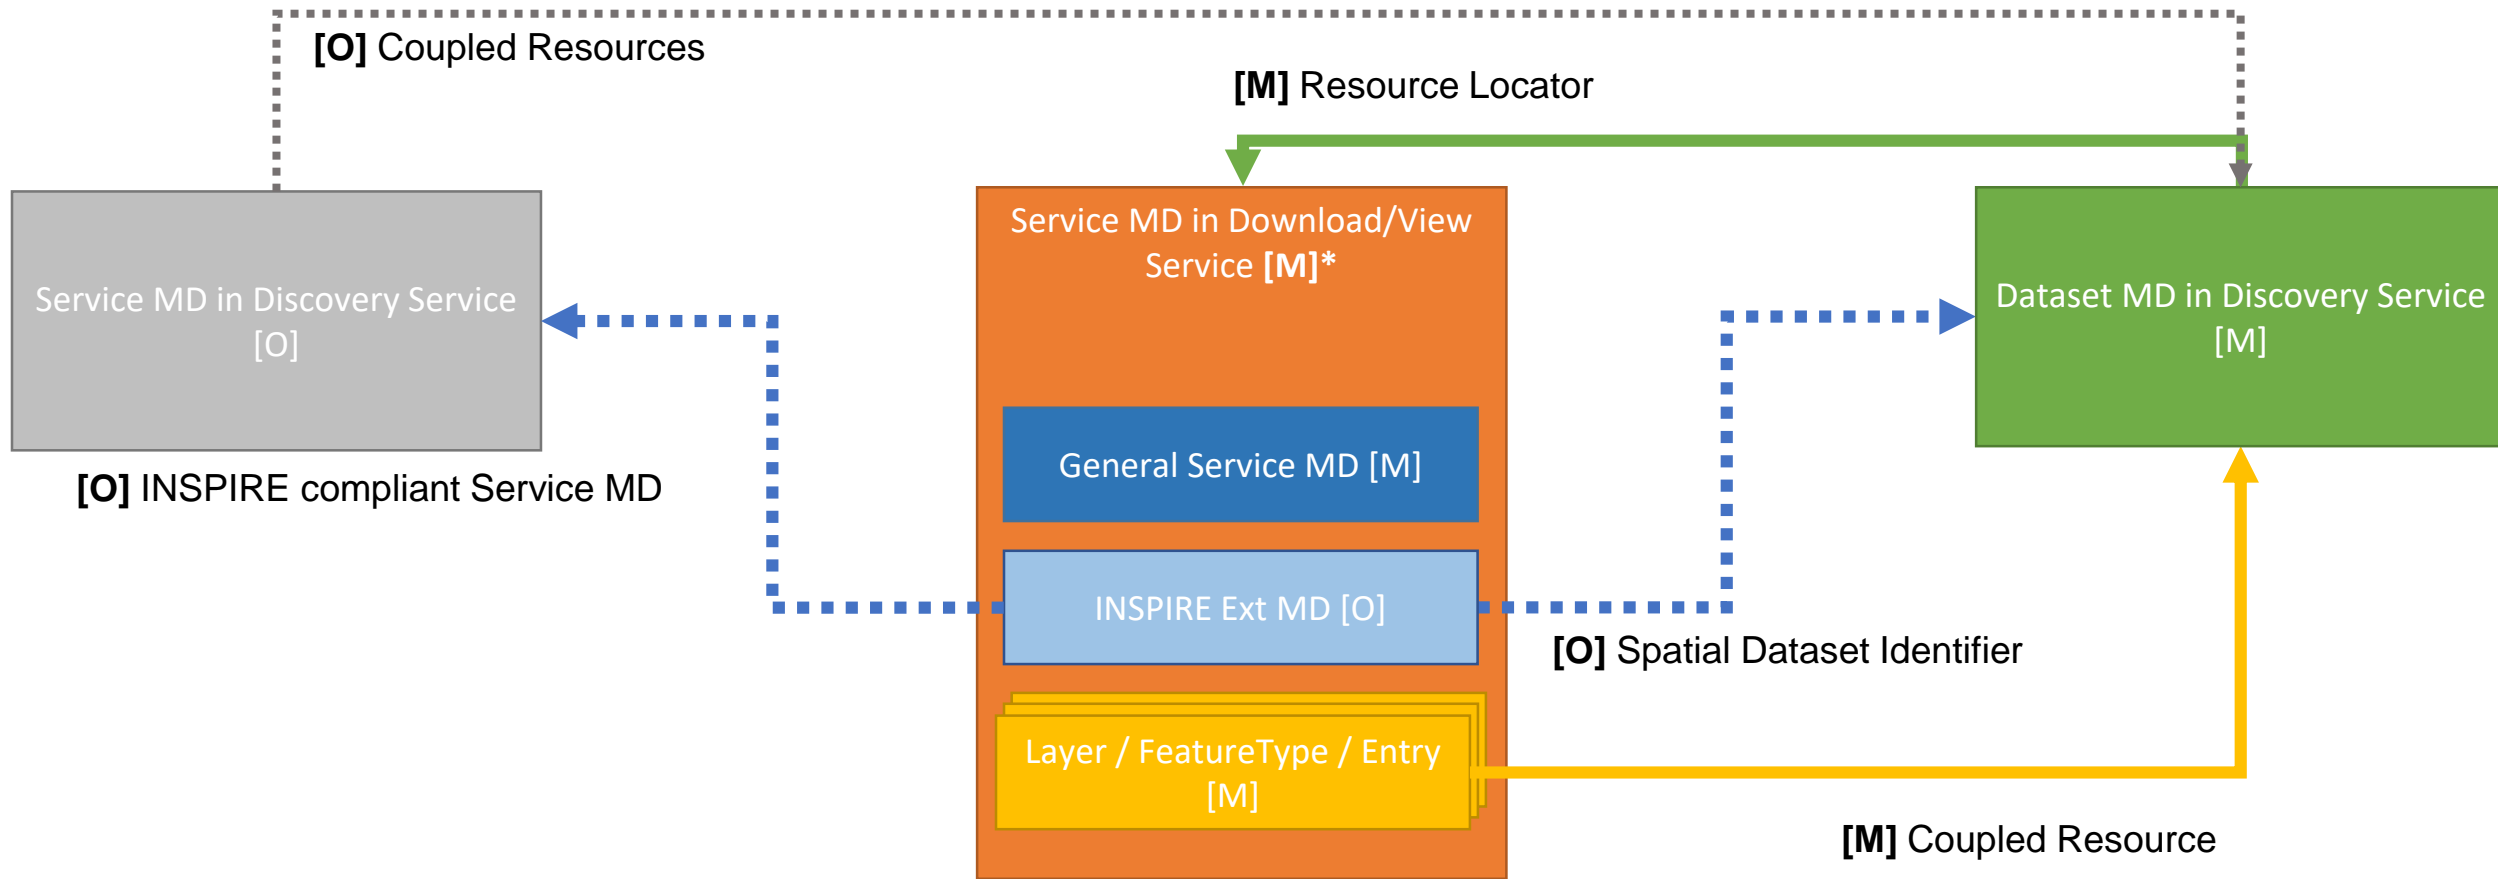 [O] Coupled Resources
[M] Resource Locator
Service MD in Download/View
Service [M]*
Service MD in Discovery Service
[O]
Dataset MD in Discovery Service
[M]
General Service MD [M]
[O] INSPIRE compliant Service MD
INSPIRE Ext MD [O]
[O] Spatial Dataset Identifier
Layer / FeatureType / Entry
[M]
[M] Coupled Resource